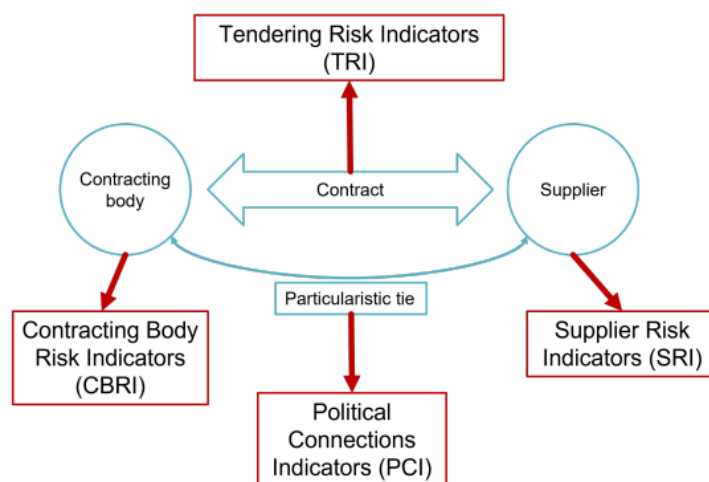 Tendering Risk Indicators
(TRI)
Contracting
body
Contract
Supplier
Particularistic tie
Contracting Body
Risk Indicators
(CBRI)
Supplier Risk
Indicators (SRI)
Political
Connections
Indicators (PCI)